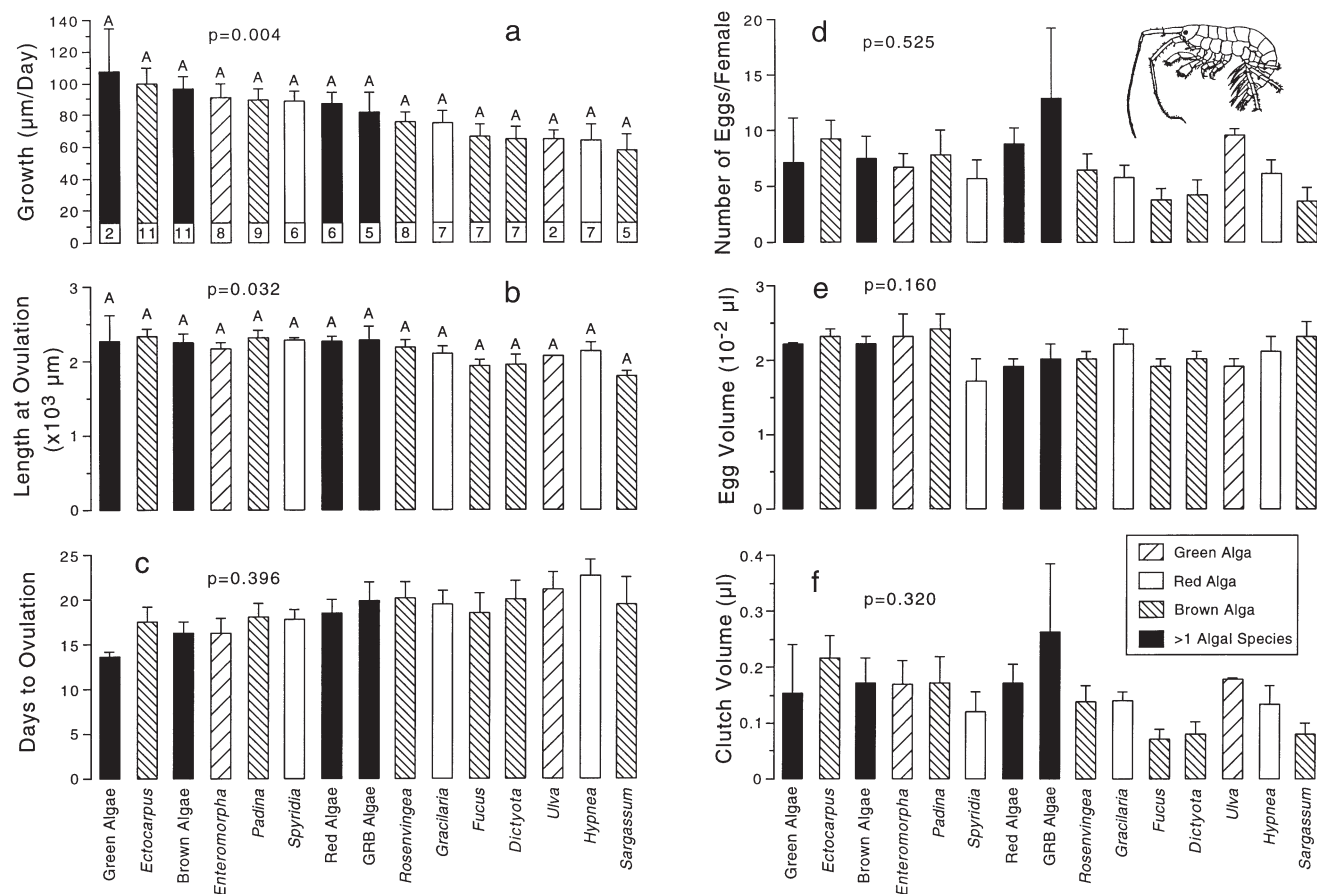 a
p=0.004
Growth (µm/Day)
140
120
100
80
60
40
20
0
A A A A A A A A A A A A A A A
2 11 11 8 9 6 6 5 8 7 7 7 2 7 5
b
p=0.032
Length at Ovulation
(x10³ µm)
3
2
1
0
A A A A A A A A A A A A A A A
c
p=0.396
Days to Ovulation
25
20
15
10
5
0
Green Algae
Ectocarpus
Brown Algae
Enteromorpha
Padina
Spyridia
Red Algae
GRB Algae
Rosenvingea
Gracilaria
Fucus
Dictyota
Ulva
Hypnea
Sargassum
d
p=0.525
Number of Eggs/Female
20
15
10
5
0
e
p=0.160
Egg Volume (10⁻² µl)
3
2
1
0
f
p=0.320
Clutch Volume (µl)
0.4
0.3
0.2
0.1
0
Green Alga
Red Alga
Brown Alga
>1 Algal Species
Green Algae
Ectocarpus
Brown Algae
Enteromorpha
Padina
Spyridia
Red Algae
GRB Algae
Rosenvingea
Gracilaria
Fucus
Dictyota
Ulva
Hypnea
Sargassum